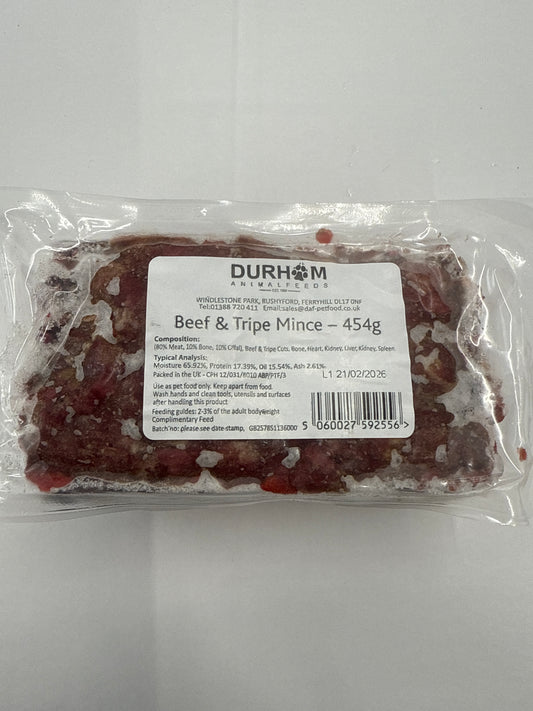 DURHAM
ANIMALFEEDS
EST. 1984
WINDLESTONE PARK, BUSHYFORD, FERRYHILL DL17 0NF
Tel:01388 720 411 Email:sales@daf-petfood.co.uk
Beef & Tripe Mince – 454g
Composition:
(80% Meat, 10% Bone, 10% Offal), Beef & Tripe Cuts, Bone, Heart, Kidney, Liver, Kidney, Spleen.
Typical Analysis:
Moisture 65.92%, Protein 17.39%, Oil 15.54%, Ash 2.61%.
Packed in the UK - CPH 12/031/8010 ABP/PTF/3
L1 21/02/2026
Use as pet food only. Keep apart from food.
Wash hands and clean tools, utensils and surfaces
after handling this product
Feeding guides: 2-3% of the adult bodyweight
Complimentary Feed
Batch no: please see date stamp, GB257851136000
5 060027 592556 >